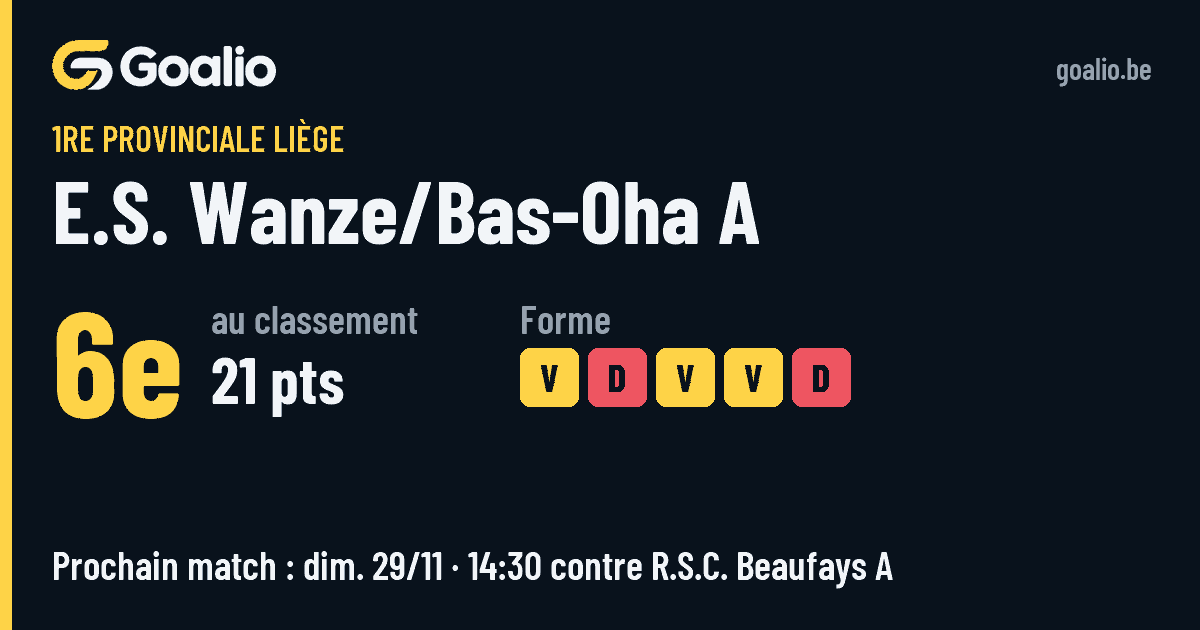 Goalio
goalio.be
1RE PROVINCIALE LIÈGE
E.S. Wanze/Bas-Oha A
6e
au classement
21 pts
Forme
V D V V D
Prochain match : dim. 29/11 · 14:30 contre R.S.C. Beaufays A